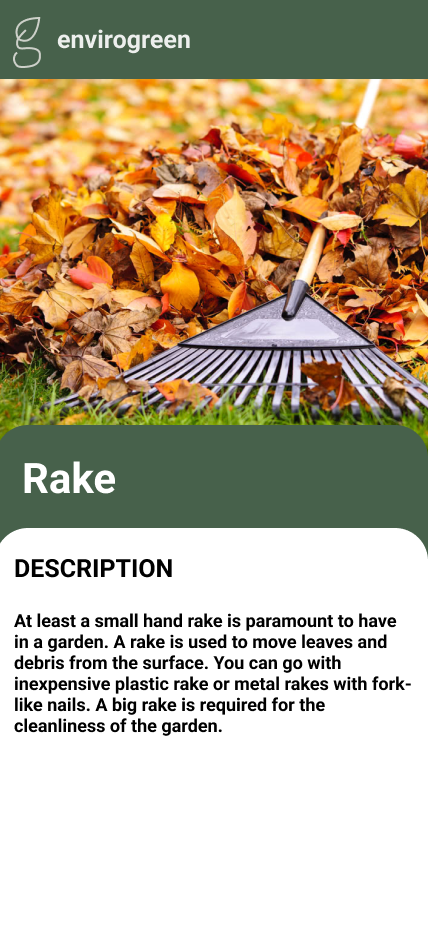 envirogreen
Rake
DESCRIPTION
At least a small hand rake is paramount to have
in a garden. A rake is used to move leaves and
debris from the surface. You can go with
inexpensive plastic rake or metal rakes with fork-
like nails. A big rake is required for the
cleanliness of the garden.